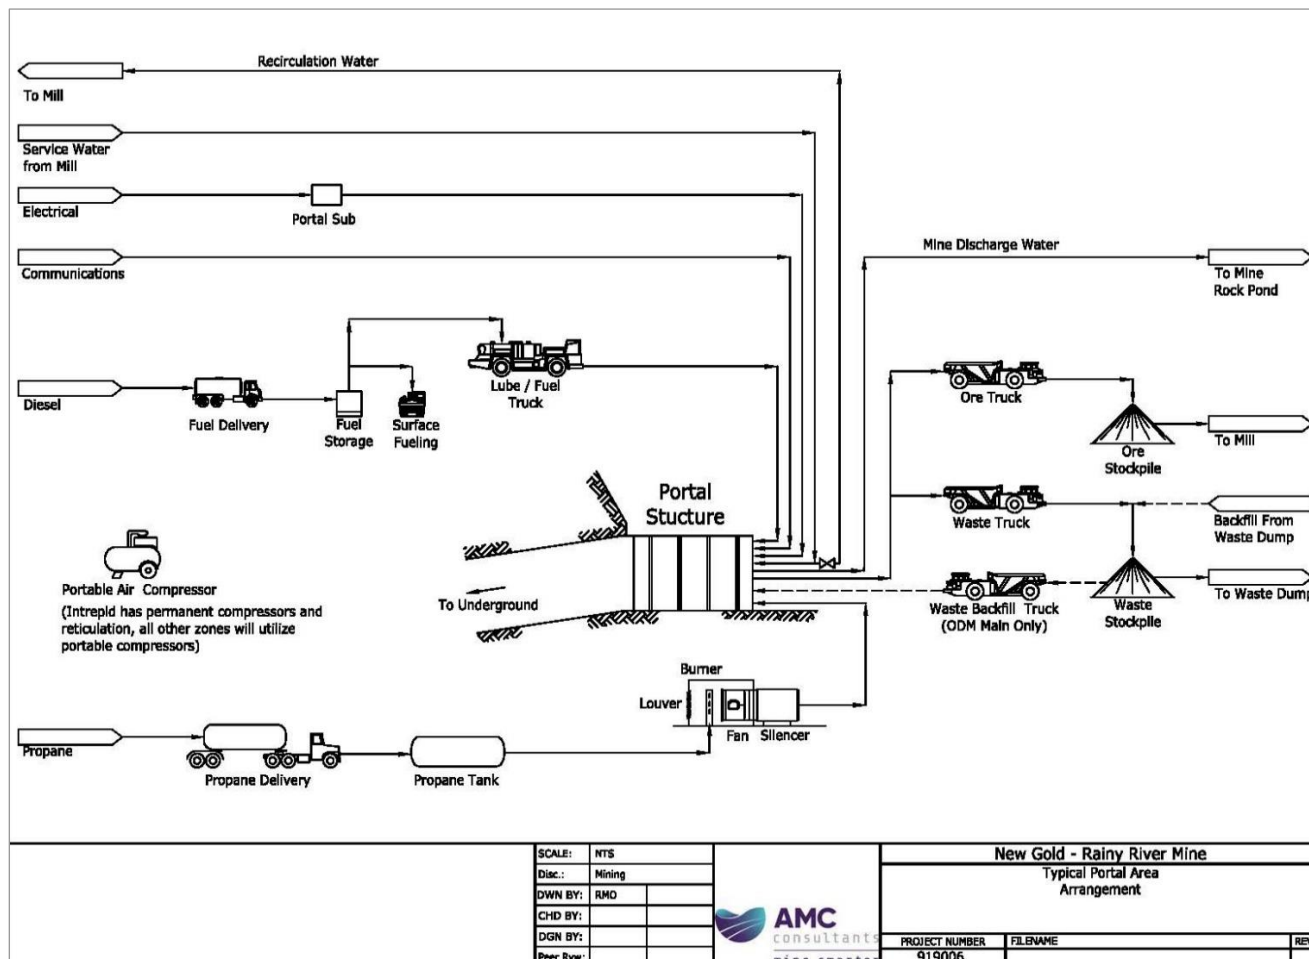 Recirculation Water
To Mill
Service Water
from Mill
Electrical
Portal Sub
Communications
Mine Discharge Water
To Mine
Rock Pond
Diesel
Fuel Delivery
Fuel
Storage
Surface
Fueling
Lube / Fuel
Truck
Ore Truck
Ore
Stockpile
To Mill
Portal
Stucture
Waste Truck
Backfill From
Waste Dump
Portable Air Compressor
(Intrepid has permanent compressors and
reticulation, all other zones will utilize
portable compressors)
To Underground
Waste Backfill Truck
(ODM Main Only)
Waste
Stockpile
To Waste Dump
Burner
Louver
Fan
Silencer
Propane
Propane Delivery
Propane Tank
SCALE: NTS
Disc.: Mining
DWN BY: RMO
CHD BY:
DGN BY:
Peer Rvw:
AMC
consultants
New Gold - Rainy River Mine
Typical Portal Area
Arrangement
PROJECT NUMBER
FILENAME
REV
919006